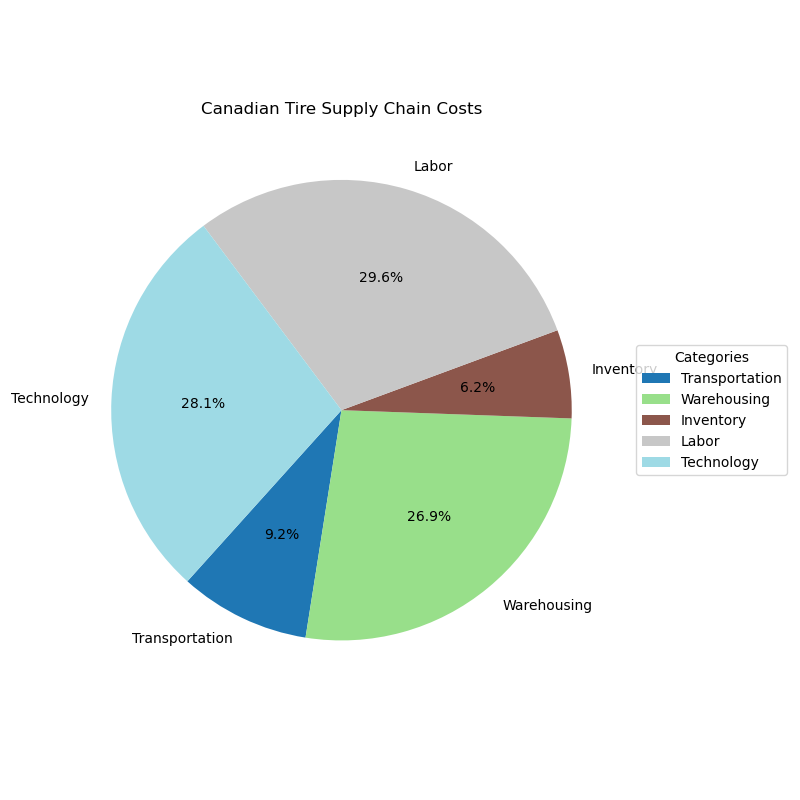 Canadian Tire Supply Chain Costs
Labor
29.6%
Inventory
6.2%
Technology
28.1%
9.2%
26.9%
Warehousing
Transportation
Categories
Transportation
Warehousing
Inventory
Labor
Technology